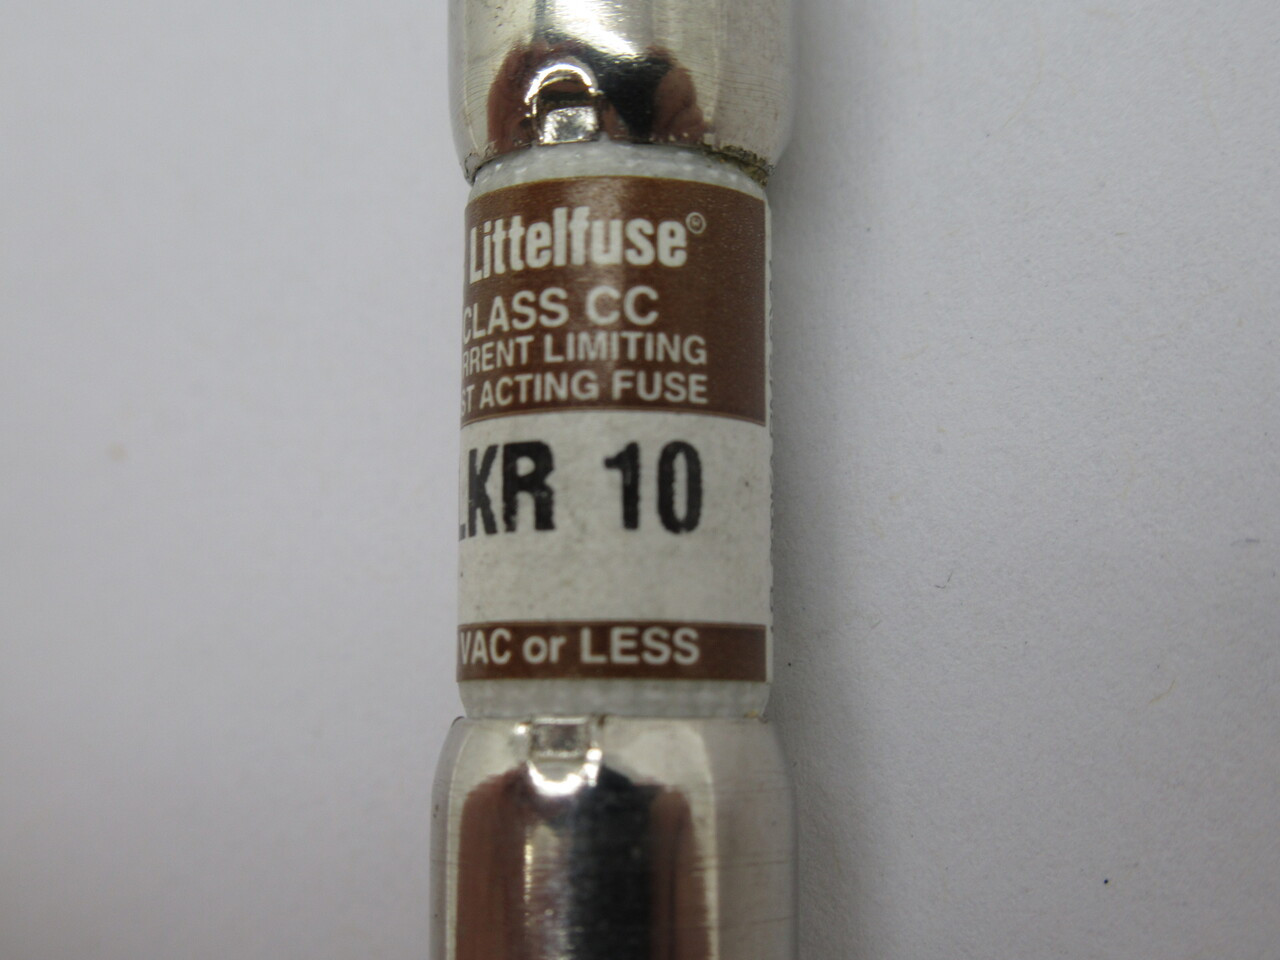 Littelfuse®
CLASS CC
RRENT LIMITING
ST ACTING FUSE
LKR 10
VAC or LESS